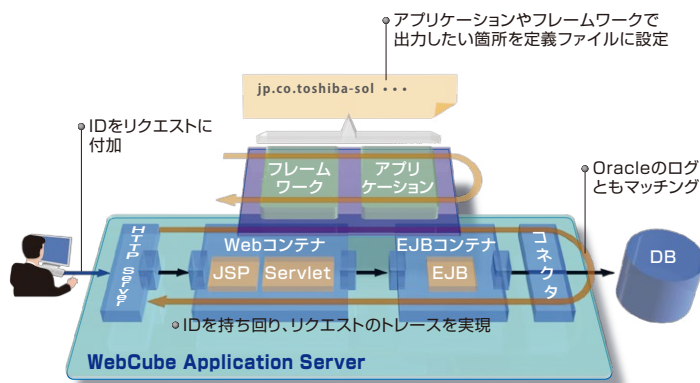 アプリケーションやフレームワークで
出力したい箇所を定義ファイルに設定
jp.co.toshiba-sol ・・・
IDをリクエストに
付加
フレーム
ワーク
アプリ
ケーション
Oracleのログ
ともマッチング
HTTP Server
Webコンテナ
JSP
Servlet
EJBコンテナ
EJB
コネクタ
DB
IDを持ち回り、リクエストのトレースを実現
WebCube Application Server